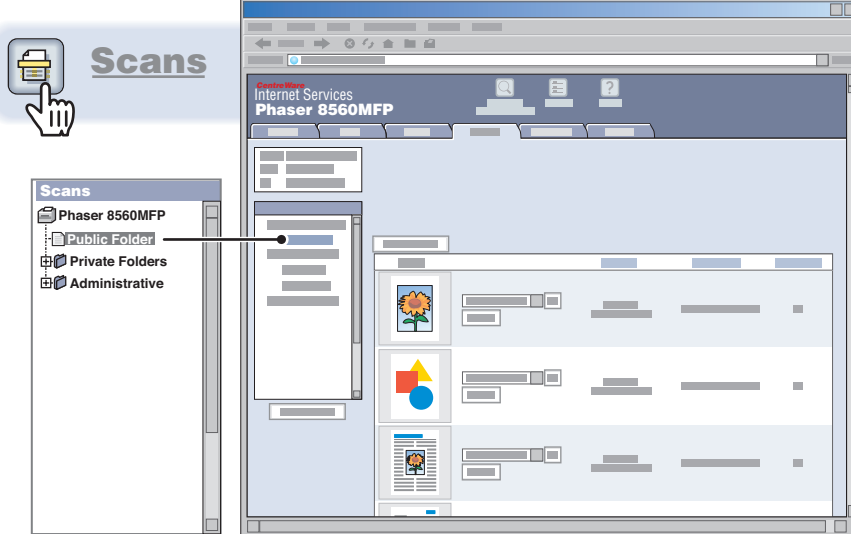 Scans
CentreWare
Internet Services
Phaser 8560MFP
?
Scans
Phaser 8560MFP
Public Folder
Private Folders
Administrative